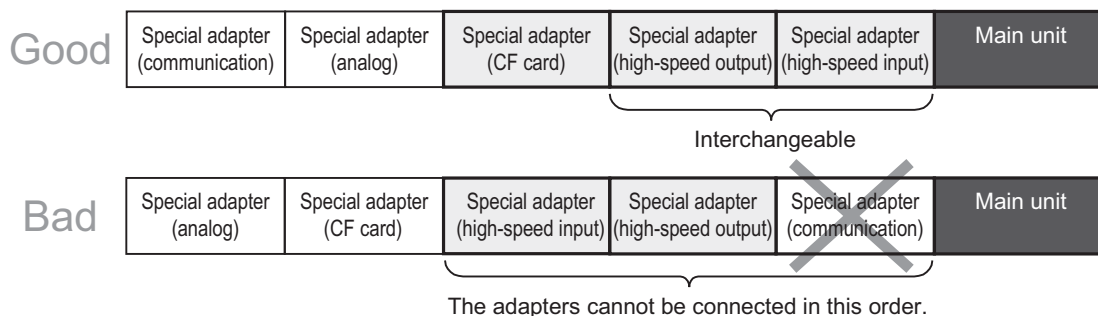 Good
Special adapter
(communication)
Special adapter
(analog)
Special adapter
(CF card)
Special adapter
(high-speed output)
Special adapter
(high-speed input)
Main unit
Interchangeable
Bad
Special adapter
(analog)
Special adapter
(CF card)
Special adapter
(high-speed input)
Special adapter
(high-speed output)
Special adapter
(communication)
Main unit
The adapters cannot be connected in this order.